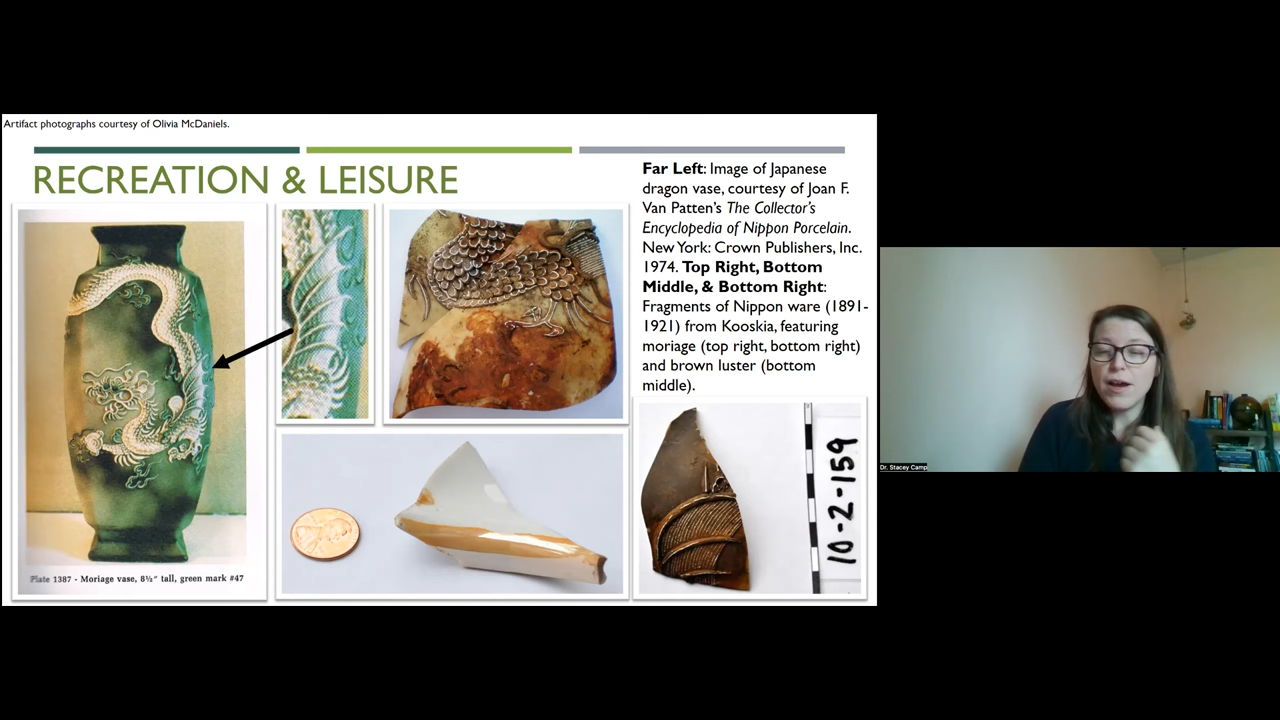 Artifact photographs courtesy of Olivia McDaniels.
RECREATION & LEISURE
Far Left: Image of Japanese
dragon vase, courtesy of Joan F.
Van Patten's The Collector's
Encyclopedia of Nippon Porcelain.
New York: Crown Publishers, Inc.
1974. Top Right, Bottom
Middle, & Bottom Right:
Fragments of Nippon ware (1891-
1921) from Kooskia, featuring
moriage (top right, bottom right)
and brown luster (bottom
middle).
Plate 1387 - Moriage vase, 8½" tall, green mark #47
10-2-159
Dr. Stacey Camp